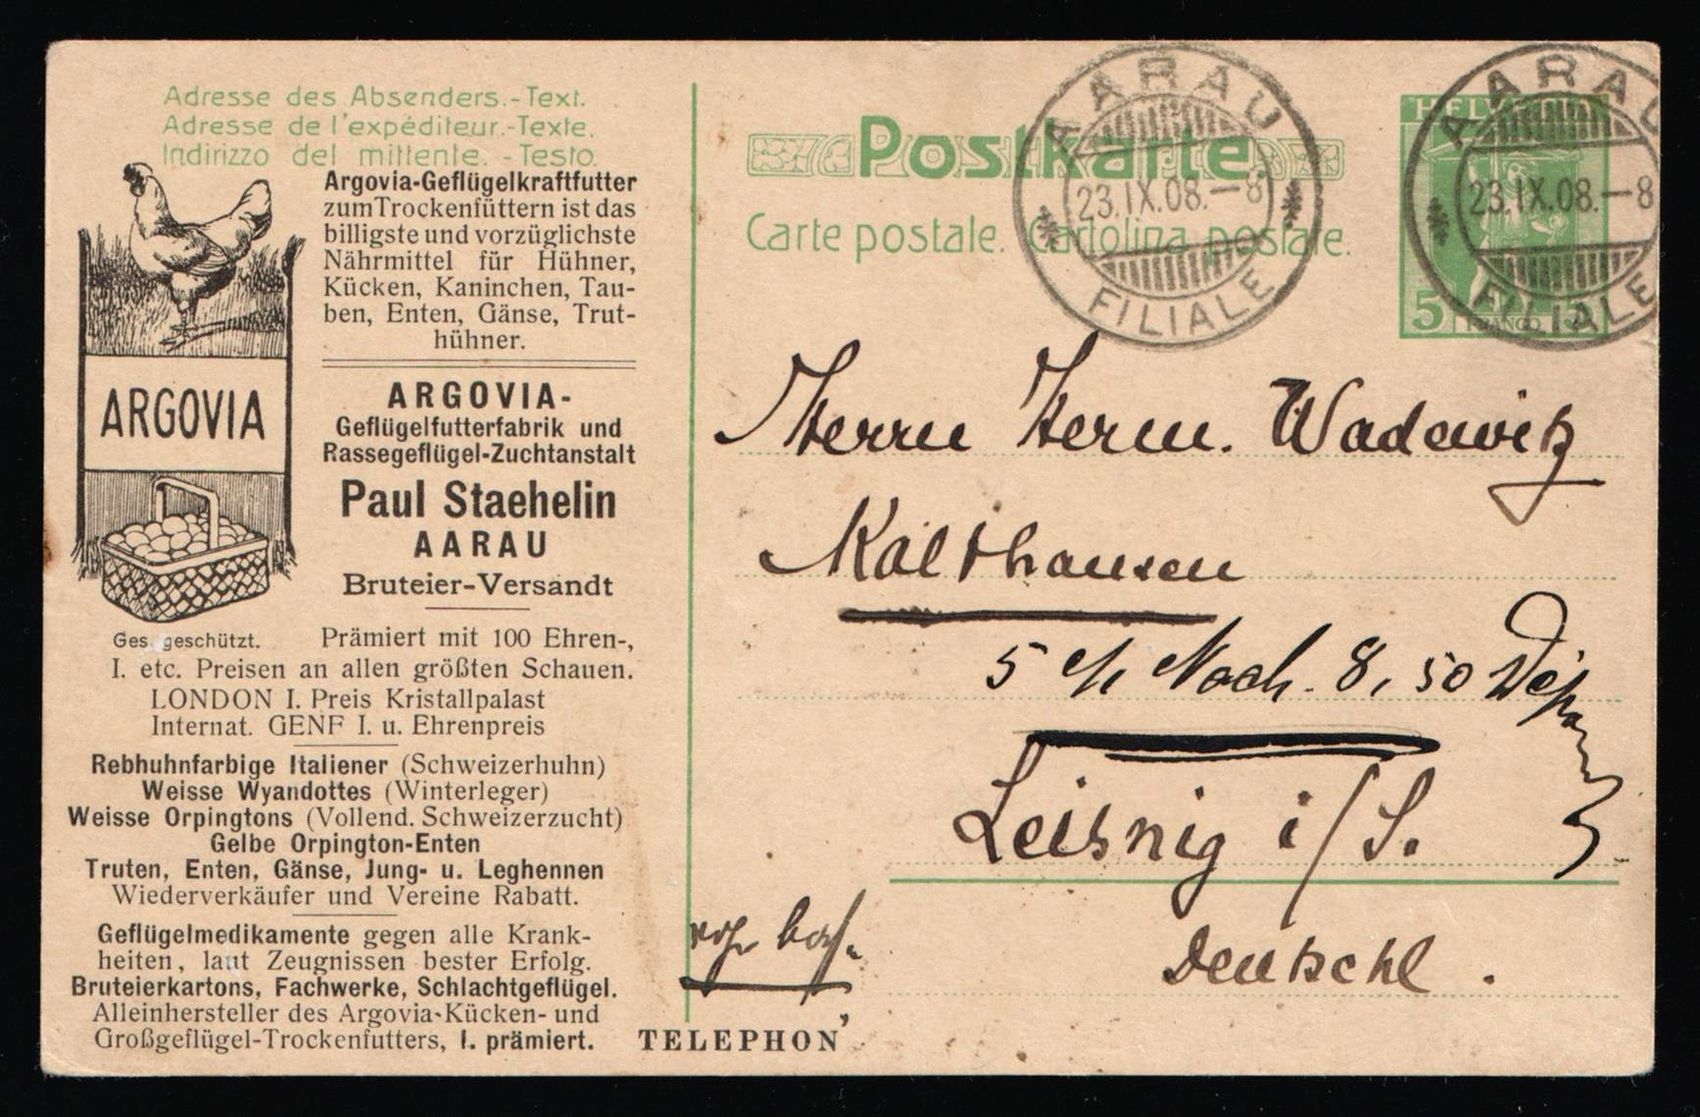 Adresse des Absenders.-Text.
Adresse de l'expéditeur.-Texte.
Indirizzo del mittente. -Testo.
ARGOVIA
Ges. geschützt.
Argovia-Geflügelkraftfutter
zum Trockenfüttern ist das
billigste und vorzüglichste
Nährmittel für Hühner,
Kücken, Kaninchen, Tau-
ben, Enten, Gänse, Trut-
hühner.
ARGOVIA-
Geflügelfutterfabrik und
Rassegeflügel-Zuchtanstalt
Paul Staehelin
AARAU
Bruteier-Versandt
Prämiert mit 100 Ehren-,
I. etc. Preisen an allen größten Schauen.
LONDON I. Preis Kristallpalast
Internat. GENF I. u. Ehrenpreis
Rebhuhnfarbige Italiener (Schweizerhuhn)
Weisse Wyandottes (Winterleger)
Weisse Orpingtons (Vollend. Schweizerzucht)
Gelbe Orpington-Enten
Truten, Enten, Gänse, Jung- u. Leghennen
Wiederverkäufer und Vereine Rabatt.
Geflügelmedikamente gegen alle Krank-
heiten, laut Zeugnissen bester Erfolg.
Bruteierkartons, Fachwerke, Schlachtgeflügel.
Alleinhersteller des Argovia-Kücken- und
Großgeflügel-Trockenfutters, I. prämiert.
TELEPHON
Postkarte
Carte postale. Cartolina postale.
AARAU
23.IX.08.-8
FILIALE
HELVETIA
5 FRANCO
AARAU
23.IX.08.-8
FILIALE
Herrn Herm. Wadewitz
Kalthausen
5 Noch. 8,50
Leisnig i/S.
Deutschl.